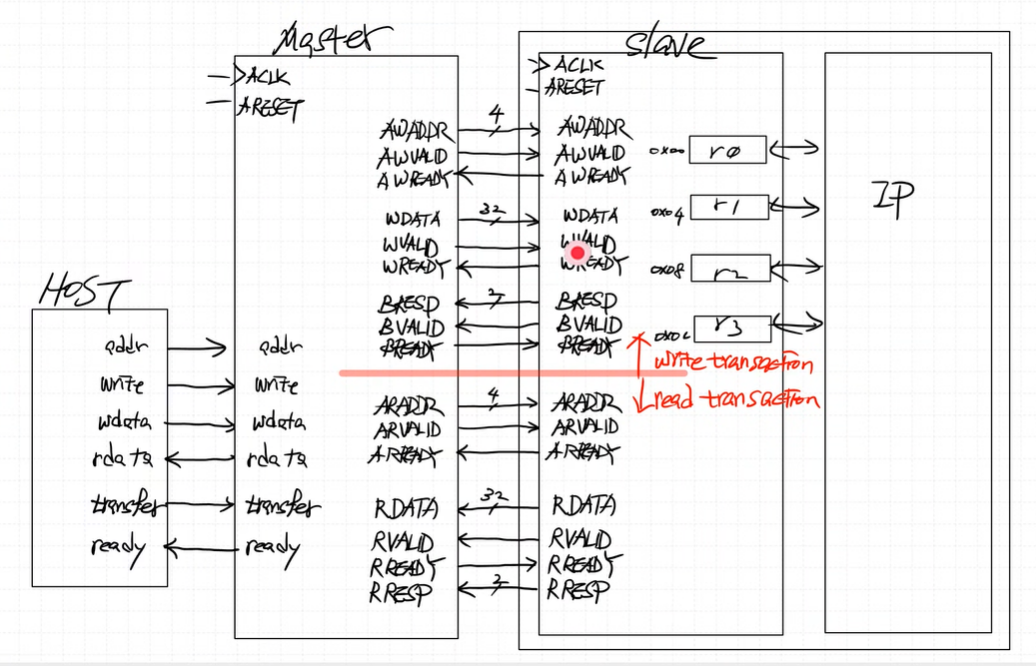 Master
slave
ACLK
ARESET
ACLK
ARESET
4
AWADDR
AWADDR
AWVALID
AWVALID
AWREADY
AWREADY
0x00
r0
32
WDATA
WDATA
0x04
r1
WVALID
WREADY
WREADY
0x08
r2
IP
2
BRESP
BRESP
BVALID
BVALID
BREADY
BREADY
0x0c
r3
write transaction
read transaction
4
ARADDR
ARADDR
ARVALID
ARVALID
ARREADY
ARREADY
32
RDATA
RDATA
RVALID
RVALID
RREADY
RREADY
2
RRESP
RRESP
HOST
addr
addr
write
write
wdata
wdata
rdata
rdata
transfer
transfer
ready
ready